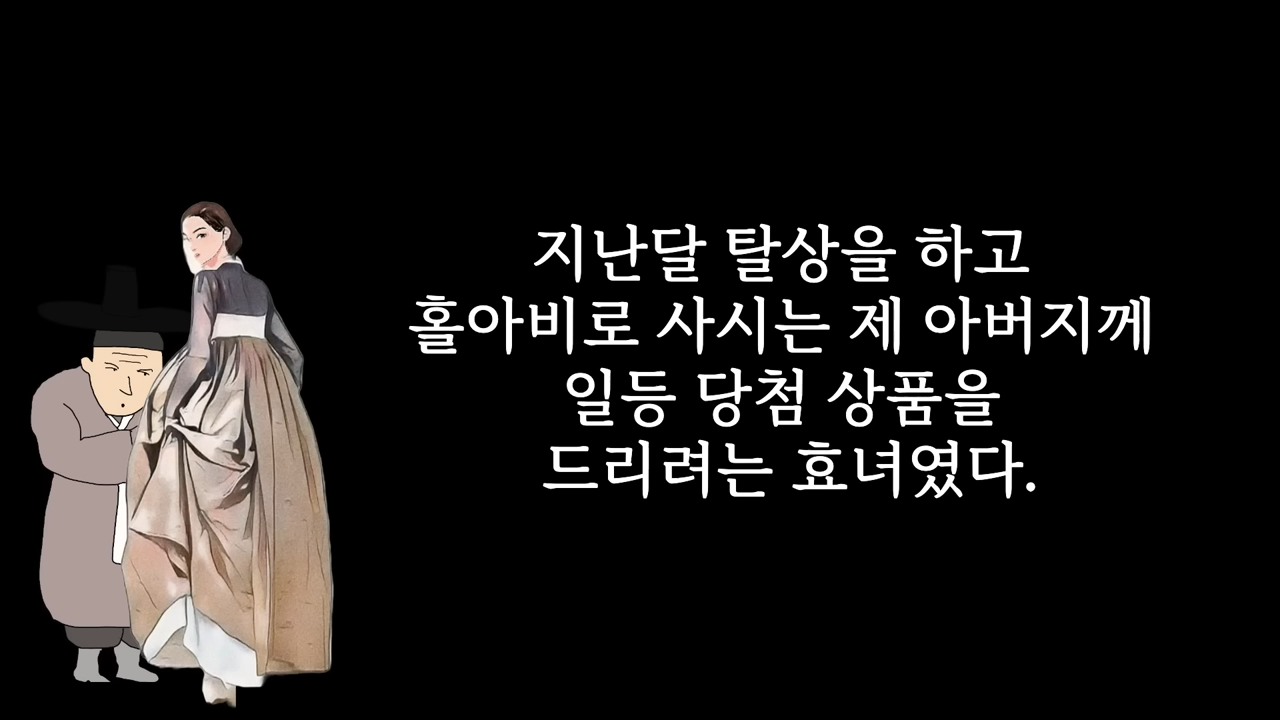 지난달 탈상을 하고
홀아비로 사시는 제 아버지께
일등 당첨 상품을
드리려는 효녀였다.